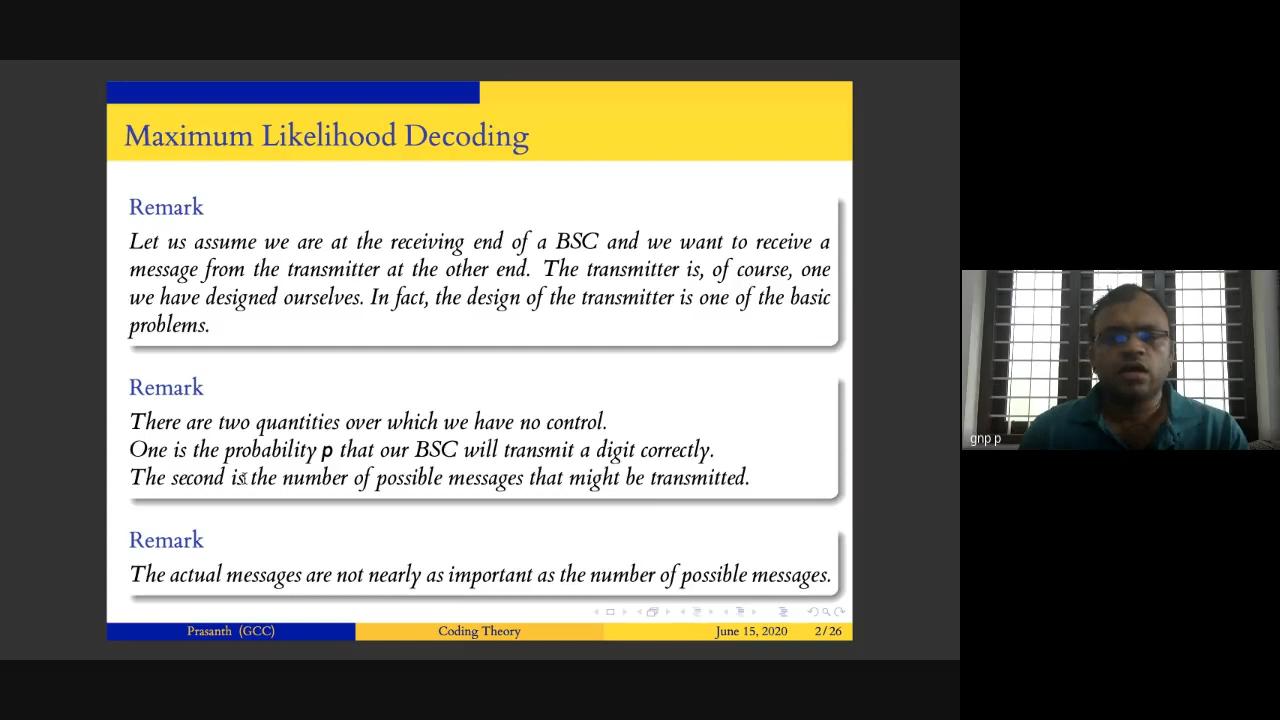 Maximum Likelihood Decoding
Remark
Let us assume we are at the receiving end of a BSC and we want to receive a
message from the transmitter at the other end. The transmitter is, of course, one
we have designed ourselves. In fact, the design of the transmitter is one of the basic
problems.
Remark
There are two quantities over which we have no control.
One is the probability p that our BSC will transmit a digit correctly.
The second is the number of possible messages that might be transmitted.
Remark
The actual messages are not nearly as important as the number of possible messages.
Prasanth (GCC) Coding Theory June 15, 2020 2/26
gnp p